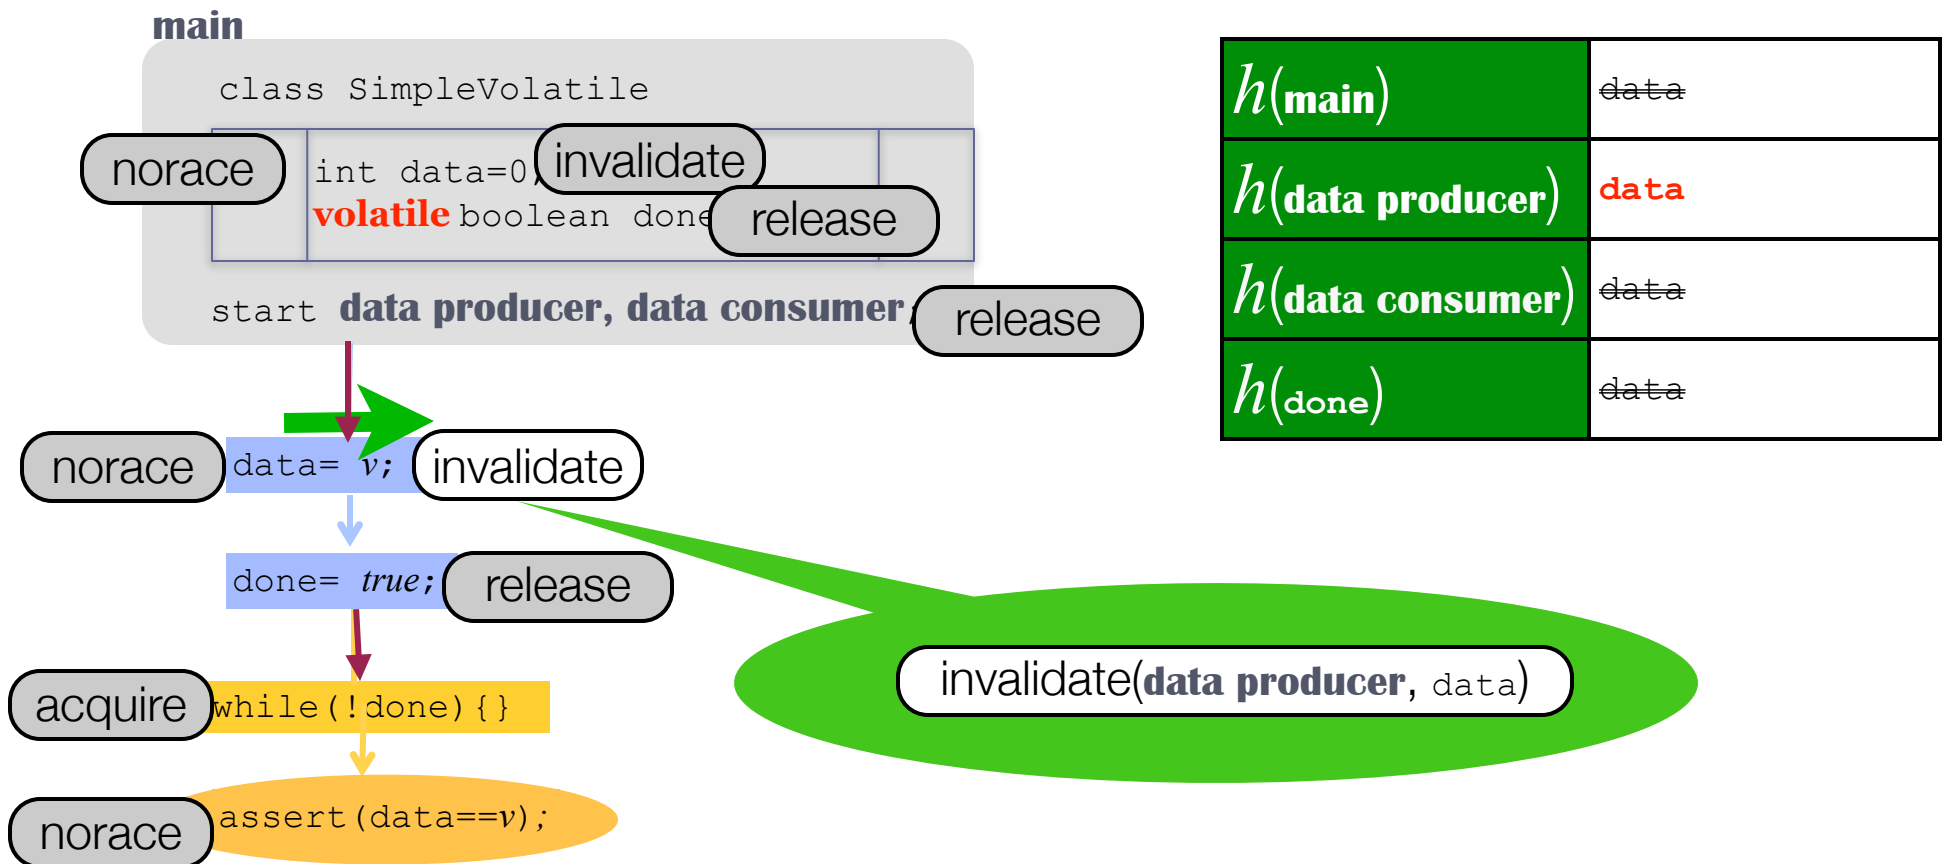 main
class SimpleVolatile
norace
int data=0; invalidate
volatile boolean done release
start data producer, data consumer; release
norace data= v; invalidate
done= true; release
acquire while(!done){}
norace assert(data==v);
h(main) data
h(data producer) data
h(data consumer) data
h(done) data
invalidate(data producer, data)